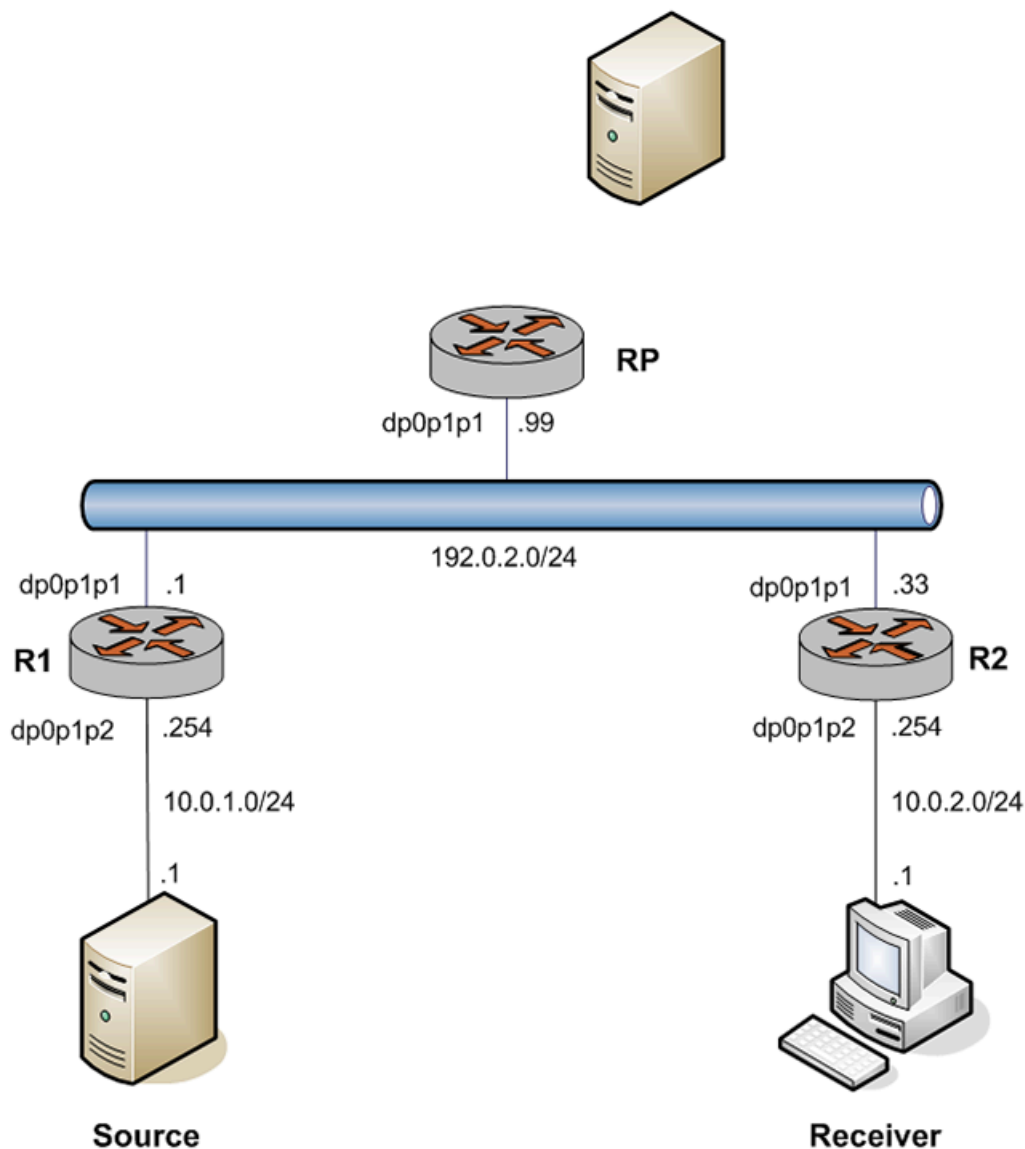 RP
dp0p1p1 .99
192.0.2.0/24
dp0p1p1 .1
dp0p1p1 .33
R1
R2
dp0p1p2 .254
dp0p1p2 .254
10.0.1.0/24
10.0.2.0/24
.1
.1
Source
Receiver